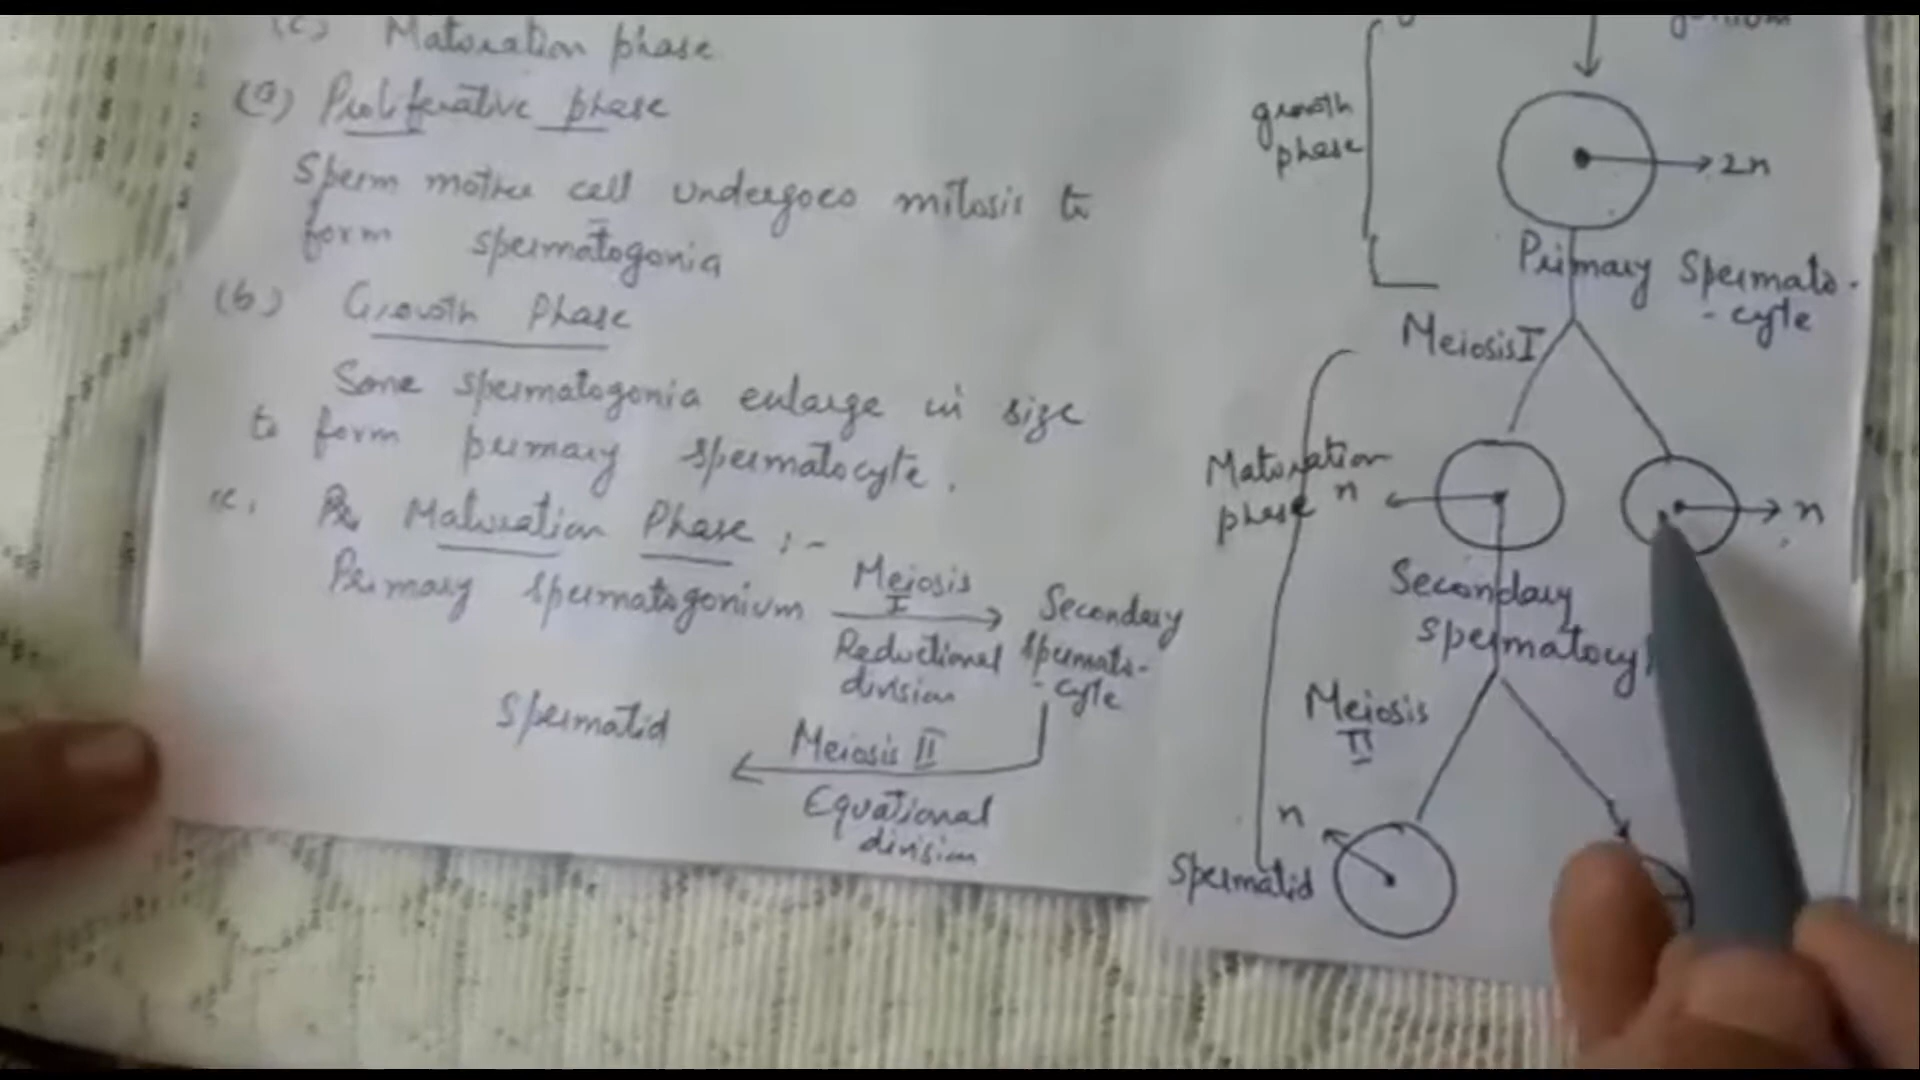 (c) Maturation phase
(a) Proliferative phase
Sperm mother cell undergoes mitosis to
form spermatogonia
(b) Growth Phase
Some spermatogonia enlarge in size
to form primary spermatocyte.
c. Maturation Phase :-
Primary spermatogonium
Meiosis
I
Reductional
division
Secondary
spermato-
-cyte
Meiosis II
Equational
division
Spermatid
growth
phase
2n
Primary Spermato-
-cyte
Meiosis I
Maturation
phase
n
n
Secondary
spermatocy
Meiosis
II
n
Spermatid